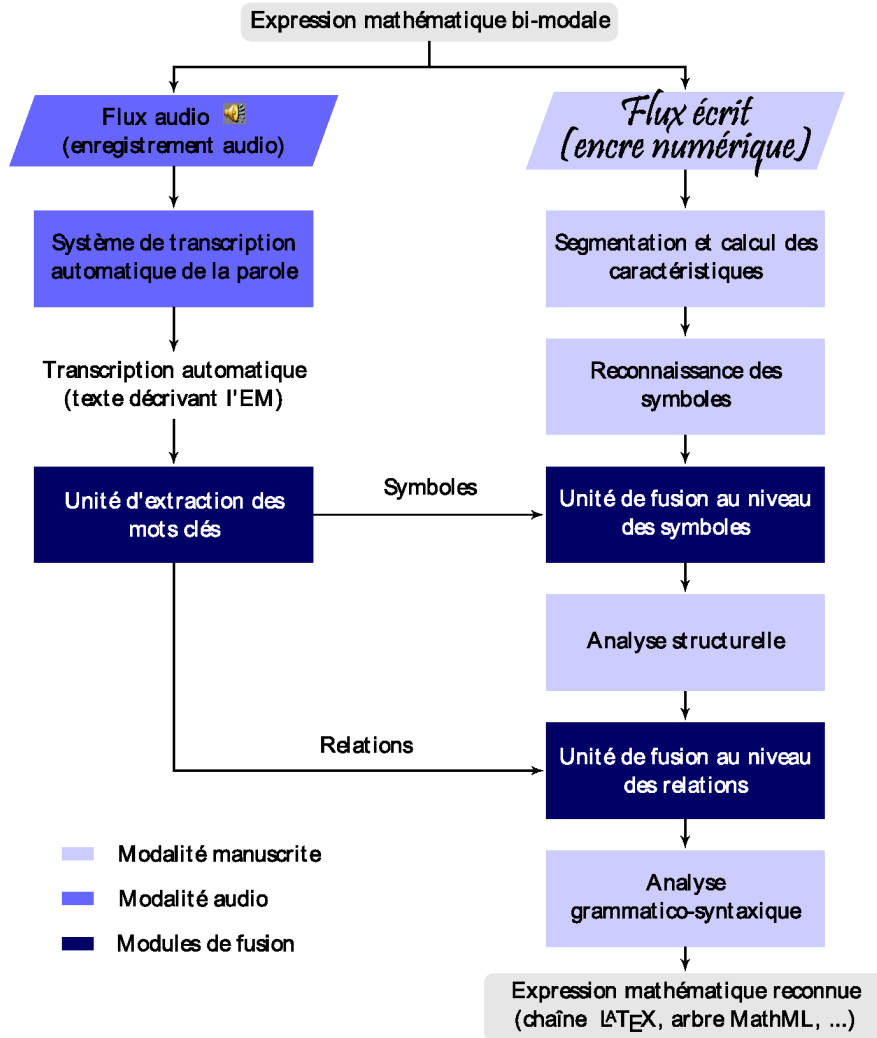 Expression mathématique bi-modale
Flux audio
(enregistrement audio)
Flux écrit
(encre numérique)
Système de transcription
automatique de la parole
Segmentation et calcul des
caractéristiques
Transcription automatique
(texte décrivant l'EM)
Reconnaissance des
symboles
Unité d'extraction des
mots clés
Symboles
Unité de fusion au niveau
des symboles
Analyse structurelle
Relations
Unité de fusion au niveau
des relations
Modalité manuscrite
Modalité audio
Modules de fusion
Analyse
grammatico-syntaxique
Expression mathématique reconnue
(chaîne LATEX, arbre MathML, ...)